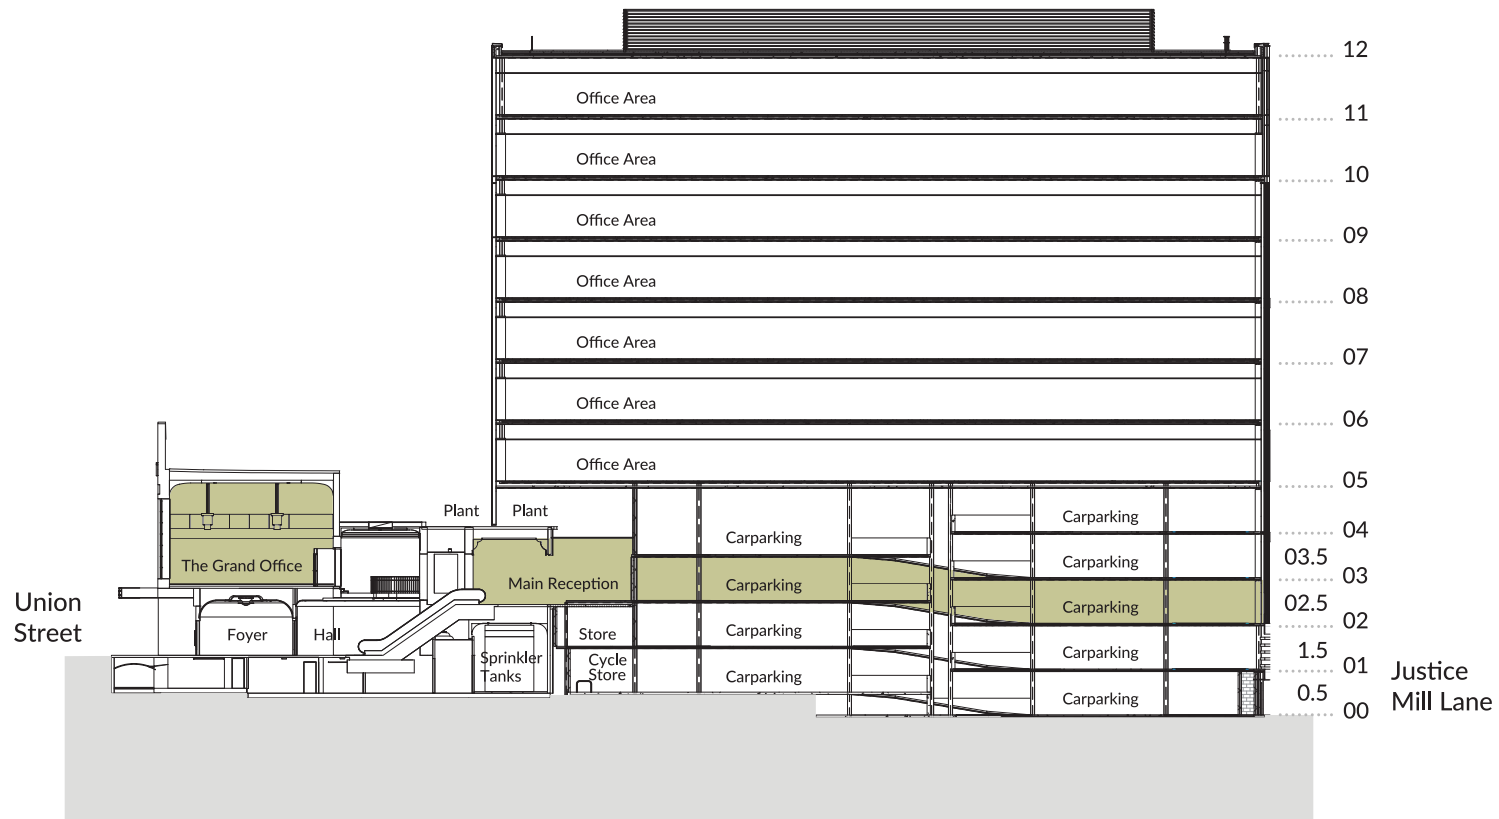 12
Office Area
11
Office Area
10
Office Area
09
Office Area
08
Office Area
07
Office Area
06
Office Area
05
Plant
Plant
Carparking
Carparking
04
The Grand Office
Carparking
03.5
Main Reception
Carparking
03
Carparking
02.5
Union
Street
Foyer
Hall
Store
Carparking
02
Sprinkler
Tanks
Cycle
Store
Carparking
Carparking
1.5
01
Carparking
0.5
00
Justice
Mill Lane